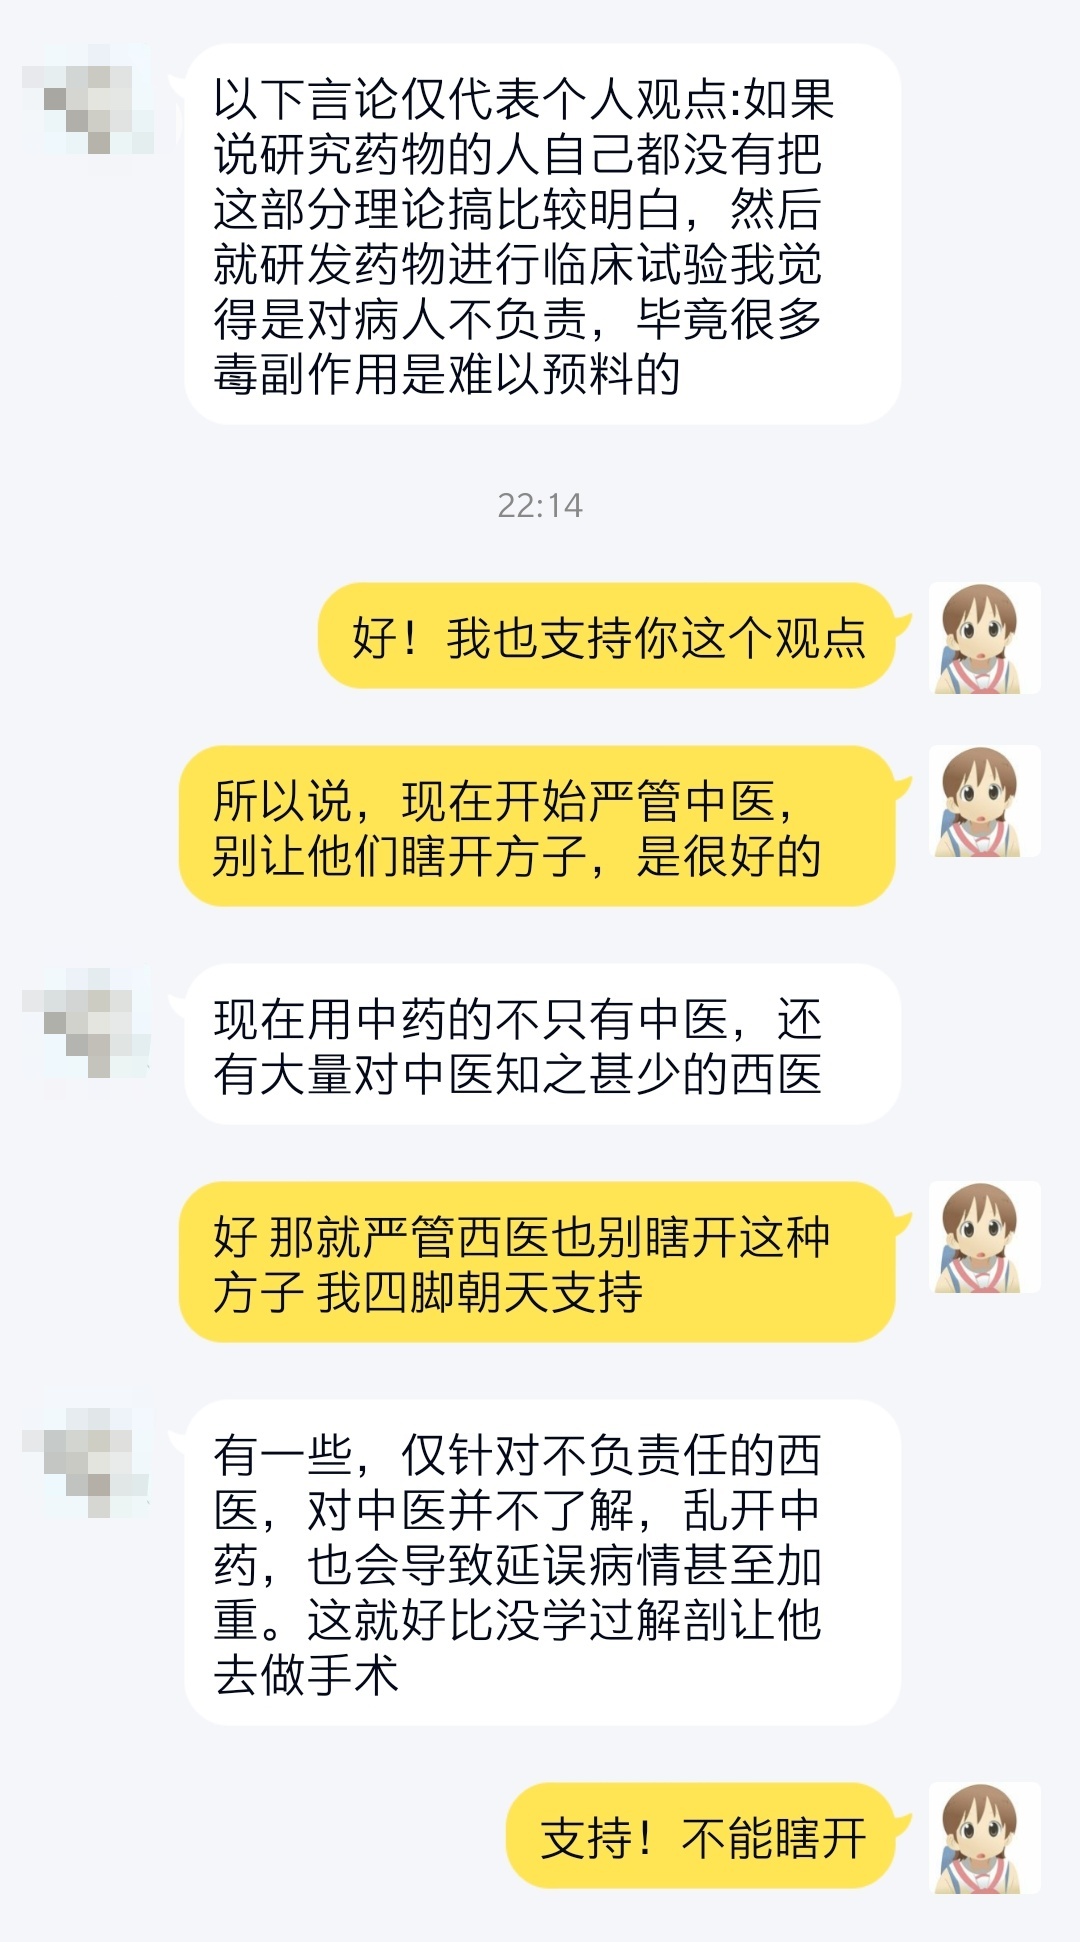 以下言论仅代表个人观点:如果
说研究药物的人自己都没有把
这部分理论搞比较明白，然后
就研发药物进行临床试验我觉
得是对病人不负责，毕竟很多
毒副作用是难以预料的
22:14
好！我也支持你这个观点
所以说，现在开始严管中医，
别让他们瞎开方子，是很好的
现在用中药的不只有中医，还
有大量对中医知之甚少的西医
好 那就严管西医也别瞎开这种
方子 我四脚朝天支持
有一些，仅针对不负责任的西
医，对中医并不了解，乱开中
药，也会导致延误病情甚至加
重。这就好比没学过解剖让他
去做手术
支持！不能瞎开